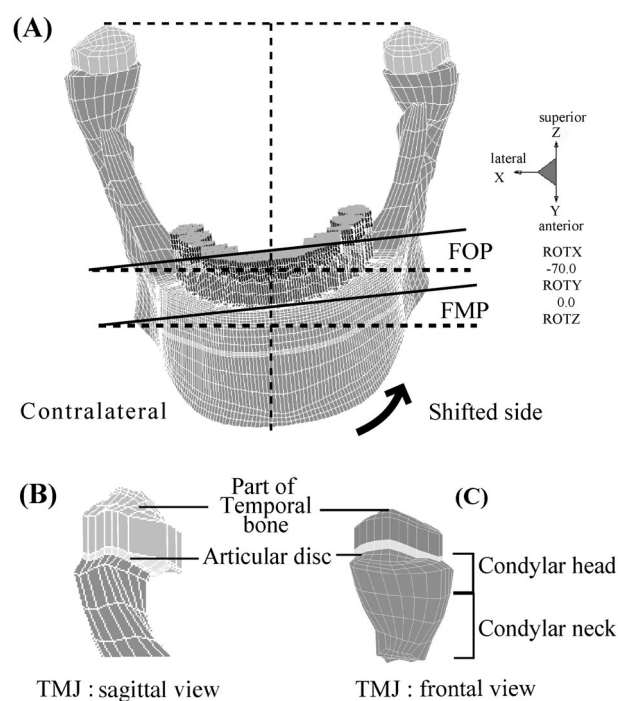 (A)
superior
Z
lateral
X
Y
anterior
ROTX
-70.0
ROTY
0.0
ROTZ
FOP
FMP
Contralateral
Shifted side
(B)
Part of
Temporal
bone
(C)
Articular disc
Condylar head
Condylar neck
TMJ : sagittal view
TMJ : frontal view